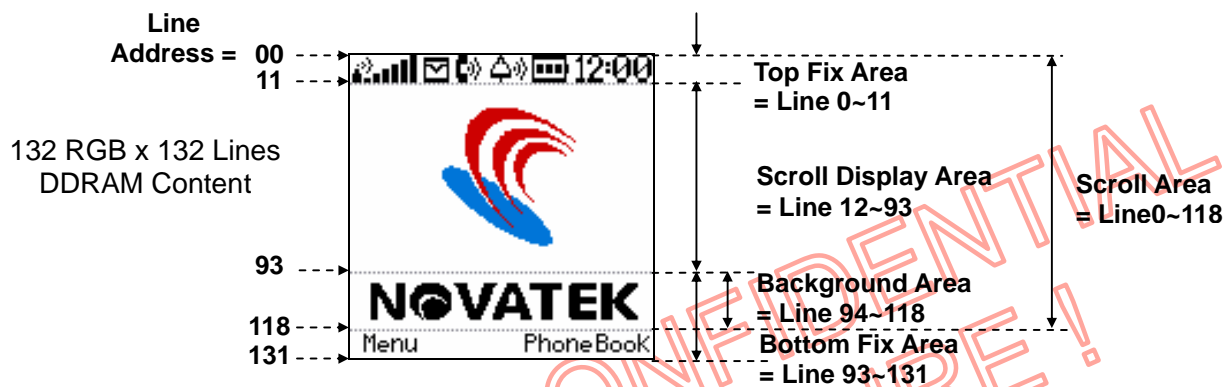 Line
Address = 00
11
12:00
Top Fix Area
= Line 0~11
132 RGB x 132 Lines
DDRAM Content
Scroll Display Area
= Line 12~93
Scroll Area
= Line0~118
93
NOVATEK
Background Area
= Line 94~118
118
Menu PhoneBook
131
Bottom Fix Area
= Line 93~131
CONFIDENTIAL